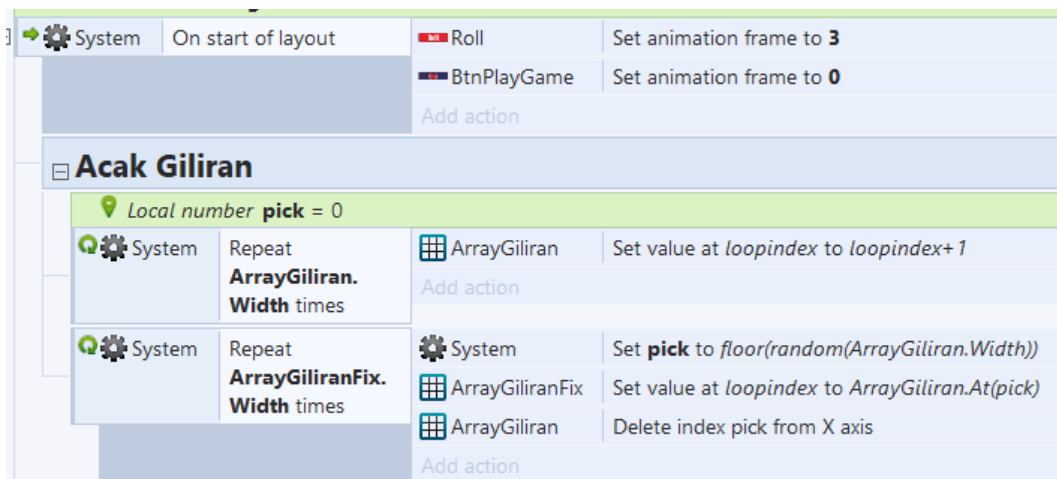 System On start of layout Roll Set animation frame to 3
BtnPlayGame Set animation frame to 0
Add action
Acak Giliran
Local number pick = 0
System Repeat ArrayGiliran Set value at loopindex to loopindex+1
ArrayGiliran. Add action
Width times
System Repeat System Set pick to floor(random(ArrayGiliran.Width))
ArrayGiliranFix. ArrayGiliranFix Set value at loopindex to ArrayGiliran.At(pick)
Width times ArrayGiliran Delete index pick from X axis
Add action